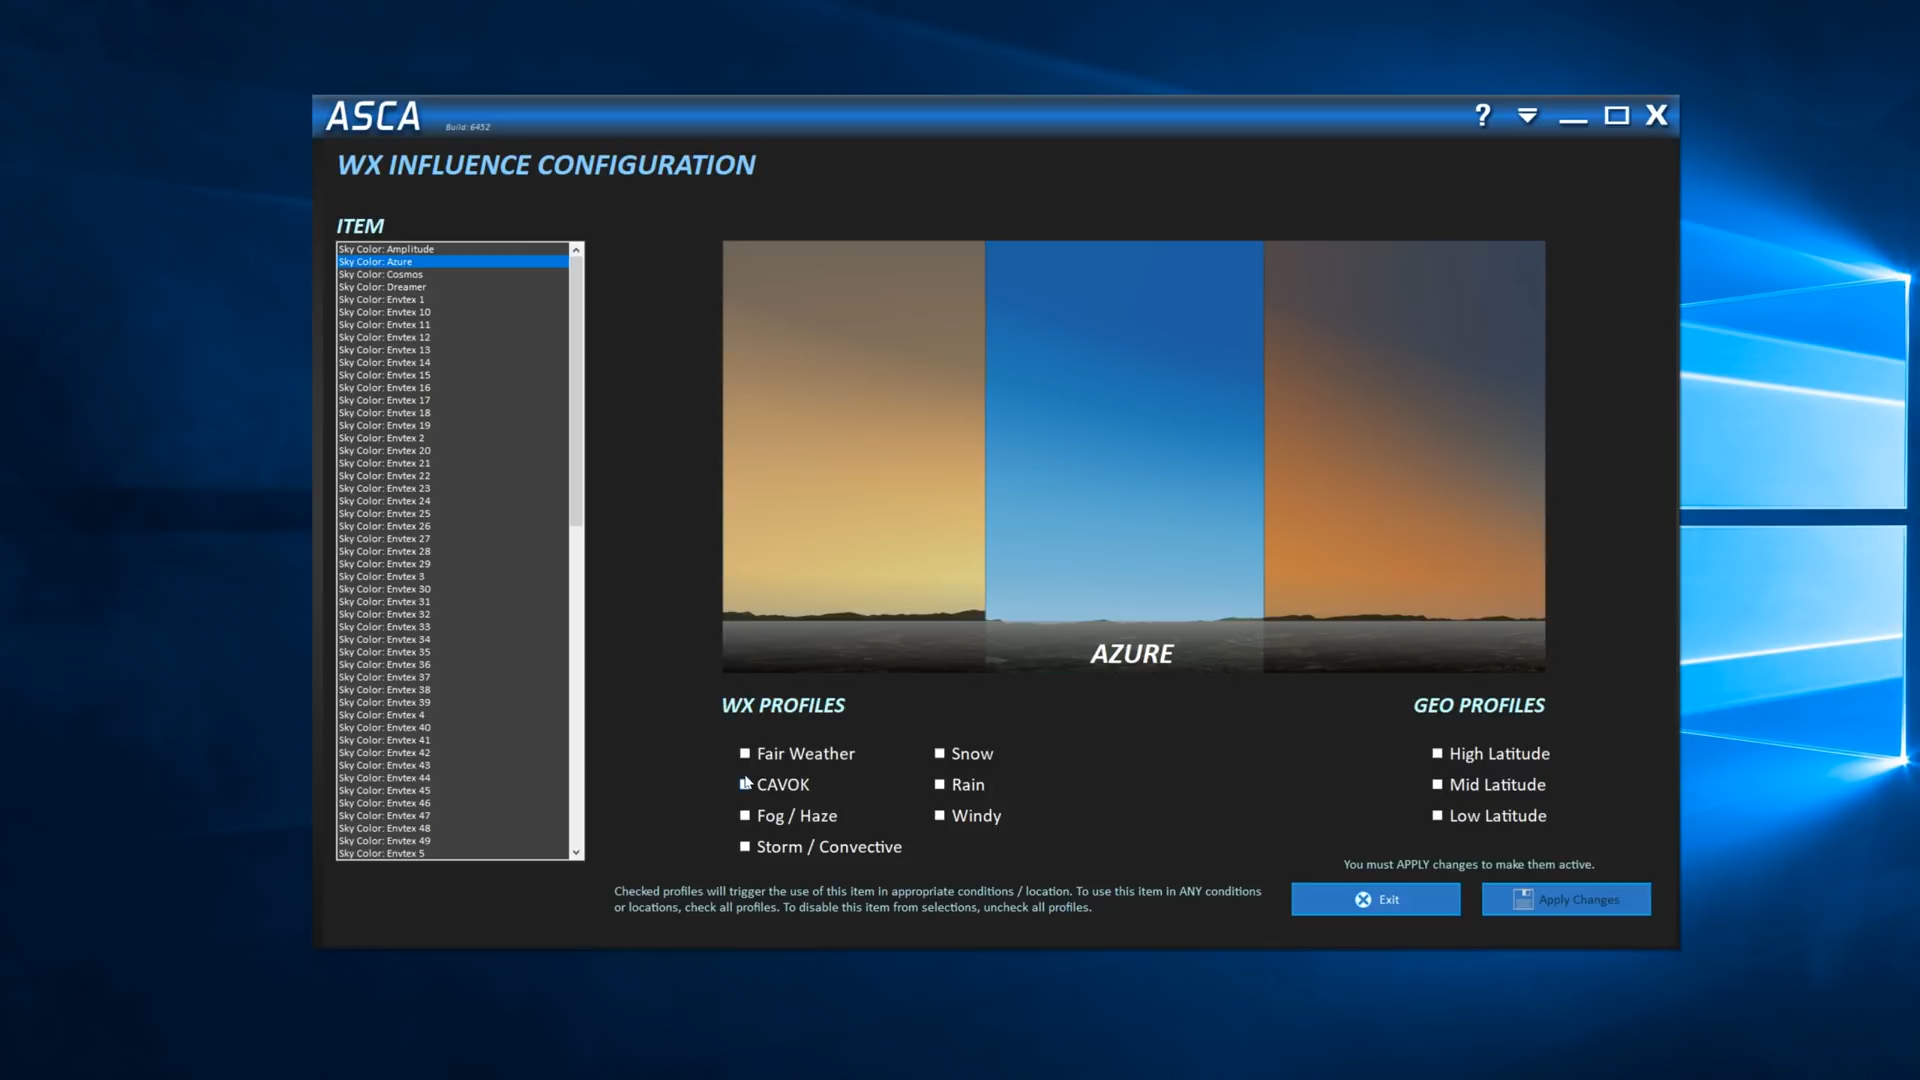 ASCA
Build: 6452
?
X
WX INFLUENCE CONFIGURATION
ITEM
Sky Color: Amplitude
Sky Color: Azure
Sky Color: Cosmos
Sky Color: Dreamer
Sky Color: Envtex 1
Sky Color: Envtex 10
Sky Color: Envtex 11
Sky Color: Envtex 12
Sky Color: Envtex 13
Sky Color: Envtex 14
Sky Color: Envtex 15
Sky Color: Envtex 16
Sky Color: Envtex 17
Sky Color: Envtex 18
Sky Color: Envtex 19
Sky Color: Envtex 2
Sky Color: Envtex 20
Sky Color: Envtex 21
Sky Color: Envtex 22
Sky Color: Envtex 23
Sky Color: Envtex 24
Sky Color: Envtex 25
Sky Color: Envtex 26
Sky Color: Envtex 27
Sky Color: Envtex 28
Sky Color: Envtex 29
Sky Color: Envtex 3
Sky Color: Envtex 30
Sky Color: Envtex 31
Sky Color: Envtex 32
Sky Color: Envtex 33
Sky Color: Envtex 34
Sky Color: Envtex 35
Sky Color: Envtex 36
Sky Color: Envtex 37
Sky Color: Envtex 38
Sky Color: Envtex 39
Sky Color: Envtex 4
Sky Color: Envtex 40
Sky Color: Envtex 41
Sky Color: Envtex 42
Sky Color: Envtex 43
Sky Color: Envtex 44
Sky Color: Envtex 45
Sky Color: Envtex 46
Sky Color: Envtex 47
Sky Color: Envtex 48
Sky Color: Envtex 49
Sky Color: Envtex 5
AZURE
WX PROFILES
Fair Weather
CAVOK
Fog / Haze
Storm / Convective
Snow
Rain
Windy
GEO PROFILES
High Latitude
Mid Latitude
Low Latitude
You must APPLY changes to make them active.
Checked profiles will trigger the use of this item in appropriate conditions / location. To use this item in ANY conditions
or locations, check all profiles. To disable this item from selections, uncheck all profiles.
Exit
Apply Changes